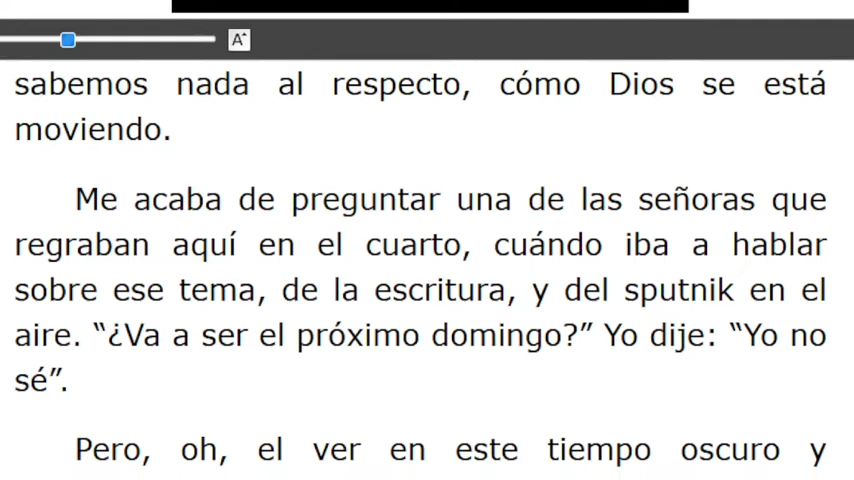 A
sabemos nada al respecto, cómo Dios se está
moviendo.
Me acaba de preguntar una de las señoras que
regraban aquí en el cuarto, cuándo iba a hablar
sobre ese tema, de la escritura, y del sputnik en el
aire. “¿Va a ser el próximo domingo?” Yo dije: “Yo no
sé”.
Pero, oh, el ver en este tiempo oscuro y